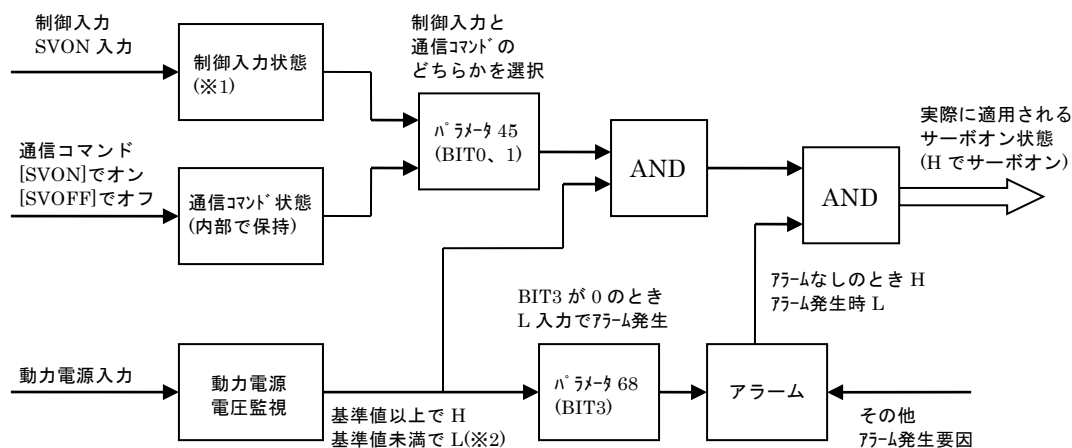 制御入力
SVON 入力
制御入力状態
(※1)
制御入力と
通信ｺﾏﾝﾄﾞの
どちらかを選択
ﾊﾟﾗﾒｰﾀ 45
(BIT0、1)
通信コマンド
[SVON]でオン
[SVOFF]でオフ
通信ｺﾏﾝﾄﾞ状態
(内部で保持)
AND
AND
実際に適用される
サーボオン状態
(H でサーボオン)
動力電源入力
動力電源
電圧監視
基準値以上で H
基準値未満で L(※2)
BIT3 が 0 のとき
L 入力でｱﾗｰﾑ発生
ﾊﾟﾗﾒｰﾀ 68
(BIT3)
ｱﾗｰﾑなしのとき H
ｱﾗｰﾑ発生時 L
アラーム
その他
ｱﾗｰﾑ発生要因